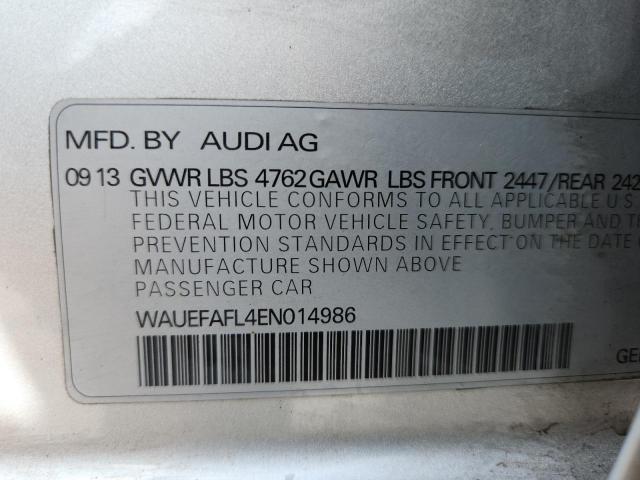 MFD. BY AUDI AG
09 13 GVWR LBS 4762 GAWR LBS FRONT 2447/REAR 242
THIS VEHICLE CONFORMS TO ALL APPLICABLE U.S.
FEDERAL MOTOR VEHICLE SAFETY, BUMPER AND
PREVENTION STANDARDS IN EFFECT ON THE DATE
MANUFACTURE SHOWN ABOVE
PASSENGER CAR
WAUEFAFL4EN014986